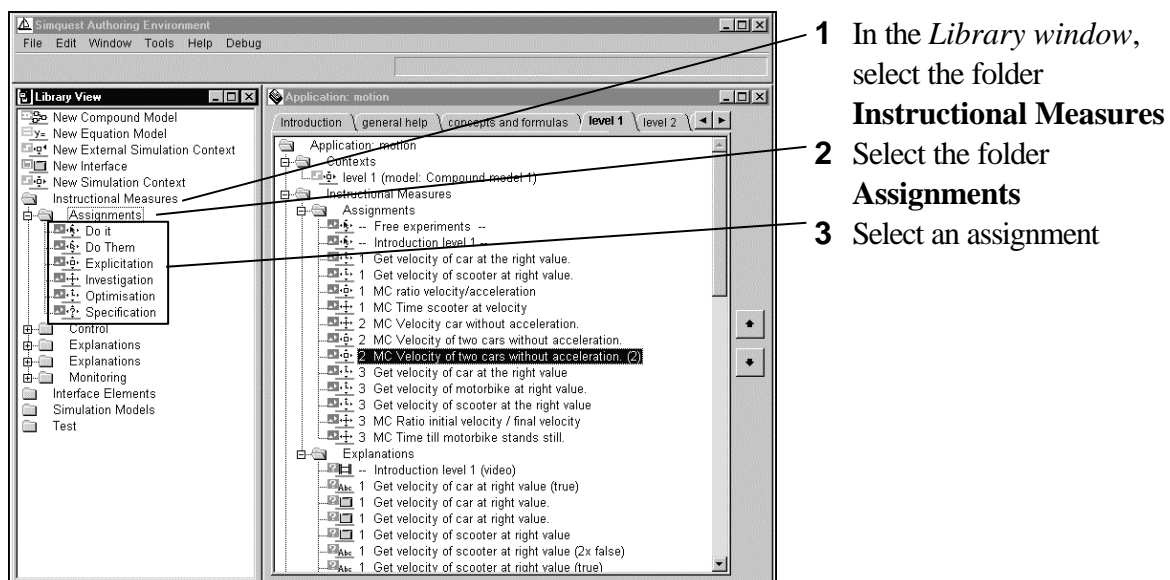 Simquest Authoring Environment
File Edit Window Tools Help Debug
Library View
New Compound Model
y= New Equation Model
New External Simulation Context
New Interface
New Simulation Context
Instructional Measures
Assignments
Do it
Do Them
Explicitation
Investigation
Optimisation
Specification
Control
Explanations
Explanations
Monitoring
Interface Elements
Simulation Models
Test
Application: motion
Introduction general help concepts and formulas level 1 level 2
Application: motion
Contexts
level 1 (model: Compound model 1)
Instructional Measures
Assignments
-- Free experiments --
-- Introduction level 1 --
1 Get velocity of car at the right value.
1 Get velocity of scooter at right value.
1 MC ratio velocity/acceleration
1 MC Time scooter at velocity
2 MC Velocity car without acceleration.
2 MC Velocity of two cars without acceleration.
2 MC Velocity of two cars without acceleration. (2)
3 Get velocity of car at the right value
3 Get velocity of motorbike at right value.
3 Get velocity of scooter at the right value
3 MC Ratio initial velocity / final velocity
3 MC Time till motorbike stands still.
Explanations
-- Introduction level 1 (video)
Abc 1 Get velocity of car at right value (true)
1 Get velocity of car at right value.
1 Get velocity of car at right value.
1 Get velocity of scooter at right value
Abc 1 Get velocity of scooter at right value (2x false)
Abc 1 Get velocity of scooter at right value (true)
1 In the Library window,
select the folder
Instructional Measures
2 Select the folder
Assignments
3 Select an assignment